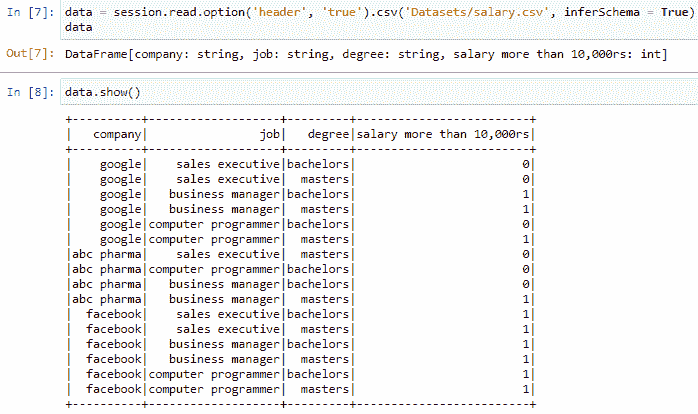 In [7]: data = session.read.option('header', 'true').csv('Datasets/salary.csv', inferSchema = True)
data
Out[7]: DataFrame[company: string, job: string, degree: string, salary more than 10,000rs: int]
In [8]: data.show()
+----------+-------------------+---------+-------------------------+
|   company|                job|   degree|salary more than 10,000rs|
+----------+-------------------+---------+-------------------------+
|    google|    sales executive|bachelors|                        0|
|    google|    sales executive|  masters|                        0|
|    google|   business manager|bachelors|                        1|
|    google|   business manager|  masters|                        1|
|    google|computer programmer|bachelors|                        0|
|    google|computer programmer|  masters|                        1|
|abc pharma|    sales executive|  masters|                        0|
|abc pharma|computer programmer|bachelors|                        0|
|abc pharma|   business manager|bachelors|                        0|
|abc pharma|   business manager|  masters|                        1|
|  facebook|    sales executive|bachelors|                        1|
|  facebook|    sales executive|  masters|                        1|
|  facebook|   business manager|bachelors|                        1|
|  facebook|   business manager|  masters|                        1|
|  facebook|computer programmer|bachelors|                        1|
|  facebook|computer programmer|  masters|                        1|
+----------+-------------------+---------+-------------------------+